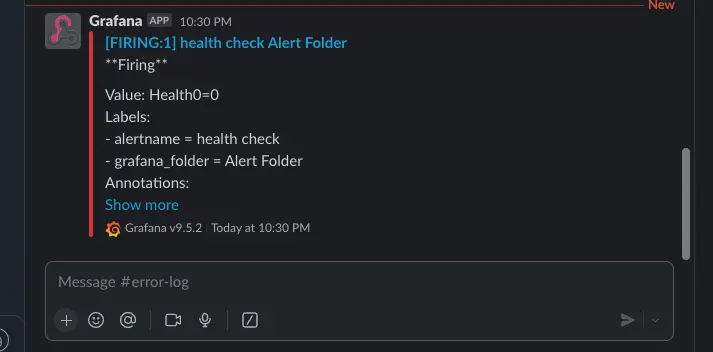 New
Grafana APP 10:30 PM
[FIRING:1] health check Alert Folder
**Firing**
Value: Health0=0
Labels:
- alertname = health check
- grafana_folder = Alert Folder
Annotations:
Show more
Grafana v9.5.2 | Today at 10:30 PM
Message #error-log